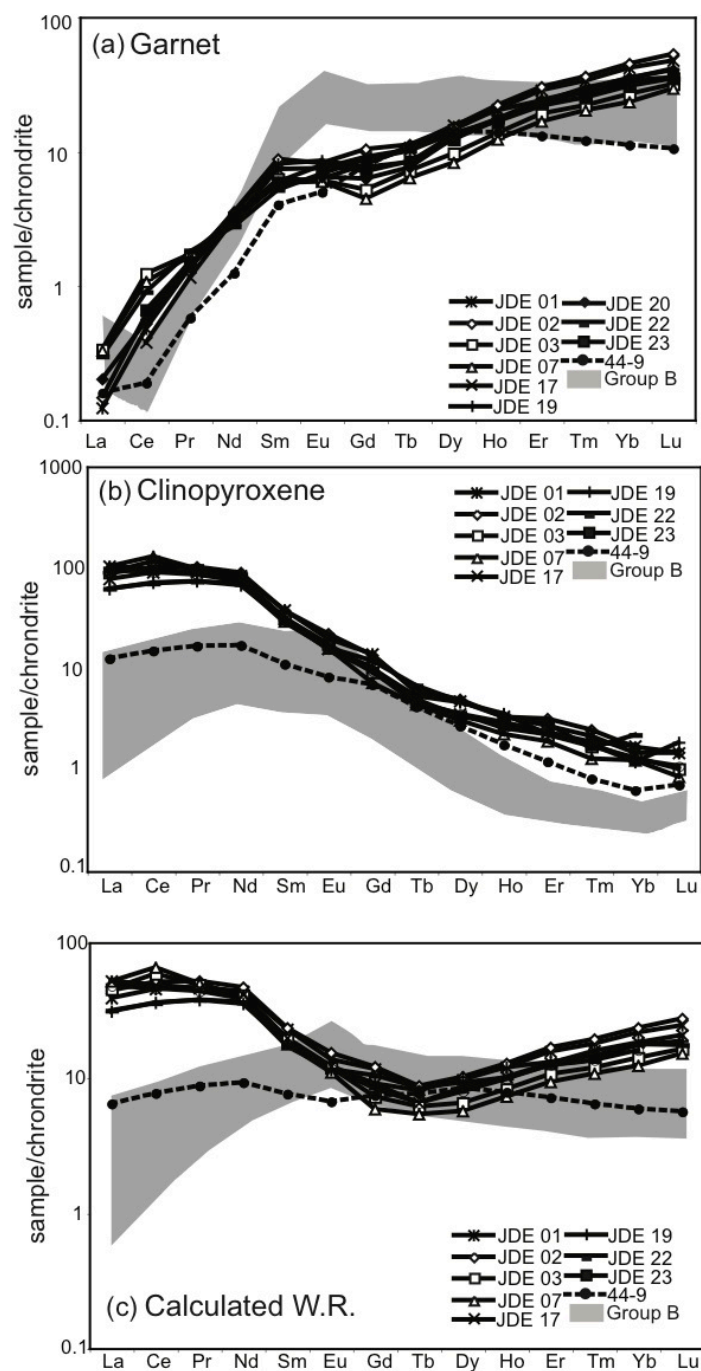 100
(a) Garnet
10
sample/chrondrite
1
0.1
JDE 01 JDE 20
JDE 02 JDE 22
JDE 03 JDE 23
JDE 07 44-9
JDE 17 Group B
JDE 19
La Ce Pr Nd Sm Eu Gd Tb Dy Ho Er Tm Yb Lu
1000
(b) Clinopyroxene
100
10
sample/chrondrite
1
0.1
JDE 01 JDE 19
JDE 02 JDE 22
JDE 03 JDE 23
JDE 07 44-9
JDE 17 Group B
La Ce Pr Nd Sm Eu Gd Tb Dy Ho Er Tm Yb Lu
100
10
sample/chrondrite
1
0.1
JDE 01 JDE 19
JDE 02 JDE 22
JDE 03 JDE 23
JDE 07 44-9
JDE 17 Group B
(c) Calculated W.R.
La Ce Pr Nd Sm Eu Gd Tb Dy Ho Er Tm Yb Lu